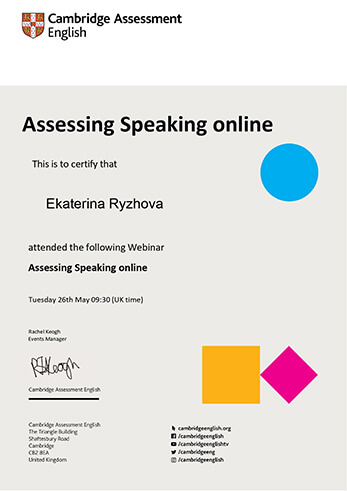 Cambridge Assessment
English
Assessing Speaking online
This is to certify that
Ekaterina Ryzhova
attended the following Webinar
Assessing Speaking online
Tuesday 26th May 09:30 (UK time)
Rachel Keogh
Events Manager
Cambridge Assessment English
Cambridge Assessment English
The Triangle Building
Shaftesbury Road
Cambridge
CB2 8EA
United Kingdom
cambridgeenglish.org
/cambridgeenglish
/cambridgeenglishtv
/cambridgeeng
/cambridgeenglish